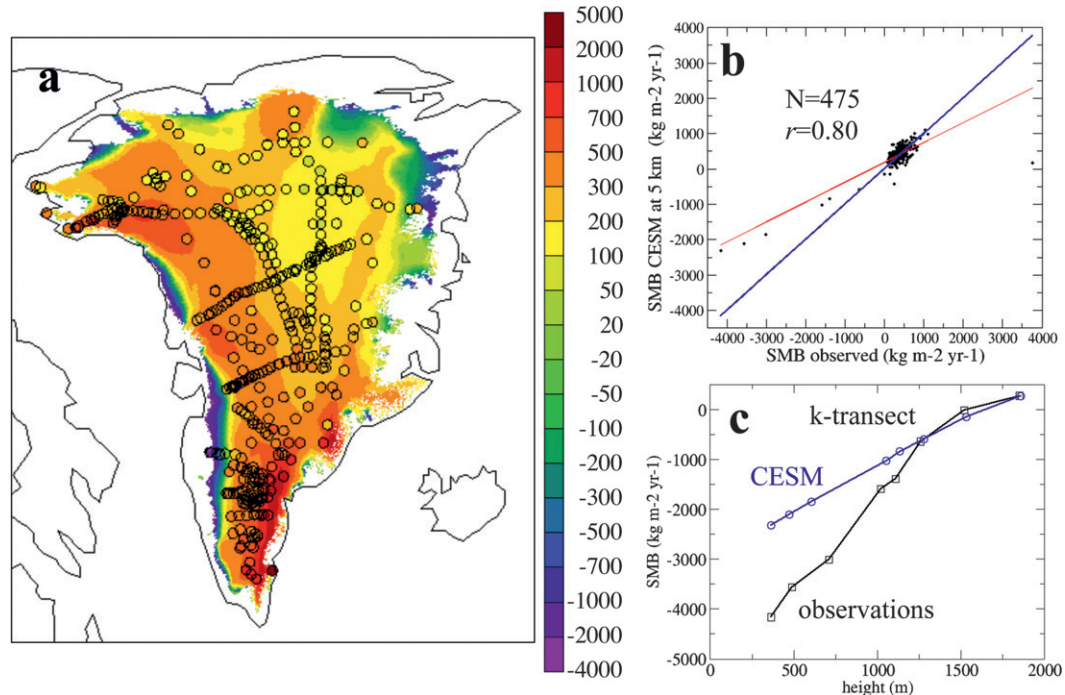 a
5000
2000
1000
700
500
300
200
100
50
20
-20
-50
-100
-300
-500
-700
-1000
-2000
-4000
b
N=475
r=0.80
SMB CESM at 5 km (kg m-2 yr-1)
4000
3000
2000
1000
0
-1000
-2000
-3000
-4000
-4000 -3000 -2000 -1000 0 1000 2000 3000 4000
SMB observed (kg m-2 yr-1)
c
k-transect
CESM
observations
SMB (kg m-2 yr-1)
0
-1000
-2000
-3000
-4000
-5000
0 500 1000 1500 2000
height (m)